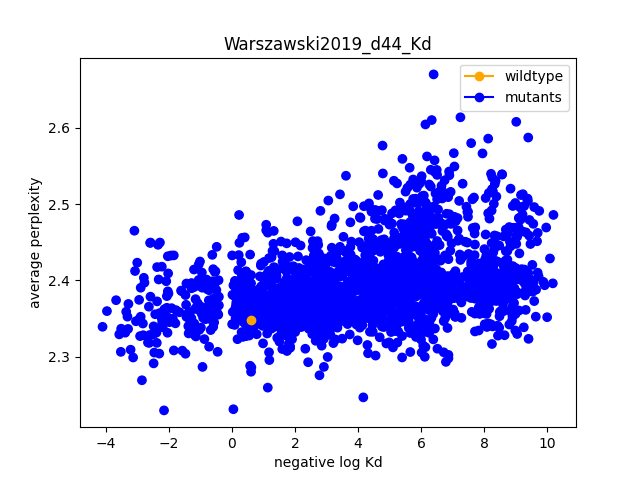 Warszawski2019_d44_Kd
wildtype
mutants
average perplexity
2.6
2.5
2.4
2.3
−4 −2 0 2 4 6 8 10
negative log Kd